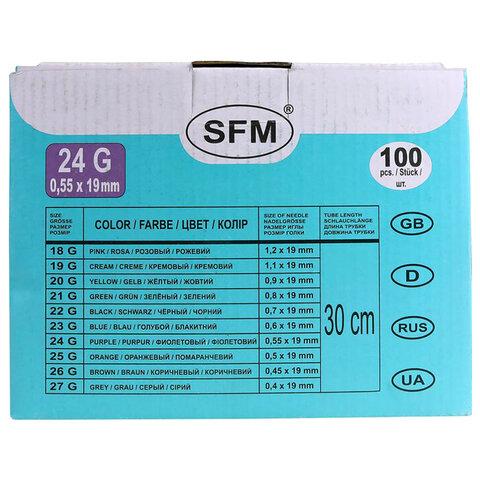 SFM ®
24 G
0,55 x 19mm
100
pcs. / Stück /
шт.
SIZE
GRÖSSE
РАЗМЕР
РОЗМІР
COLOR / FARBE / ЦВЕТ / КОЛІР
SIZE OF NEEDLE
NADELGRÖSSE
РАЗМЕР ИГЛЫ
РОЗМІР ГОЛКИ
TUBE LENGTH
SCHLAUCHLÄNGE
ДЛИНА ТРУБКИ
ДОВЖИНА ТРУБКИ
18 G PINK / ROSA / РОЗОВЫЙ / РОЖЕВИЙ 1,2 x 19 mm
19 G CREAM / CREME / КРЕМОВЫЙ / КРЕМОВИЙ 1,1 x 19 mm
20 G YELLOW / GELB / ЖЁЛТЫЙ / ЖОВТИЙ 0,9 x 19 mm
21 G GREEN / GRÜN / ЗЕЛЁНЫЙ / ЗЕЛЕНИЙ 0,8 x 19 mm
22 G BLACK / SCHWARZ / ЧЁРНЫЙ / ЧОРНИЙ 0,7 x 19 mm
23 G BLUE / BLAU / ГОЛУБОЙ / БЛАКИТНИЙ 0,6 x 19 mm
24 G PURPLE / PURPUR / ФИОЛЕТОВЫЙ / ФІОЛЕТОВИЙ 0,55 x 19 mm
25 G ORANGE / ОРАНЖЕВЫЙ / ПОМАРАНЧЕВИЙ 0,5 x 19 mm
26 G BROWN / BRAUN / КОРИЧНЕВЫЙ / КОРИЧНЕВИЙ 0,45 x 19 mm
27 G GREY / GRAU / СЕРЫЙ / СІРИЙ 0,4 x 19 mm
30 cm
GB
D
RUS
UA